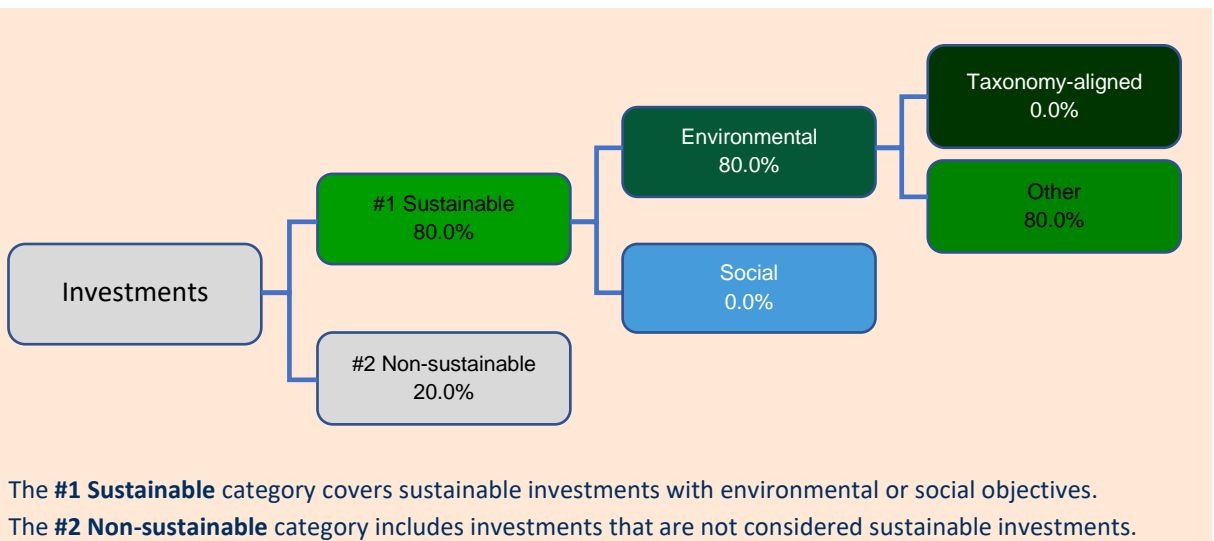 Investments
#1 Sustainable
80.0%
#2 Non-sustainable
20.0%
Environmental
80.0%
Social
0.0%
Taxonomy-aligned
0.0%
Other
80.0%
The #1 Sustainable category covers sustainable investments with environmental or social objectives.
The #2 Non-sustainable category includes investments that are not considered sustainable investments.